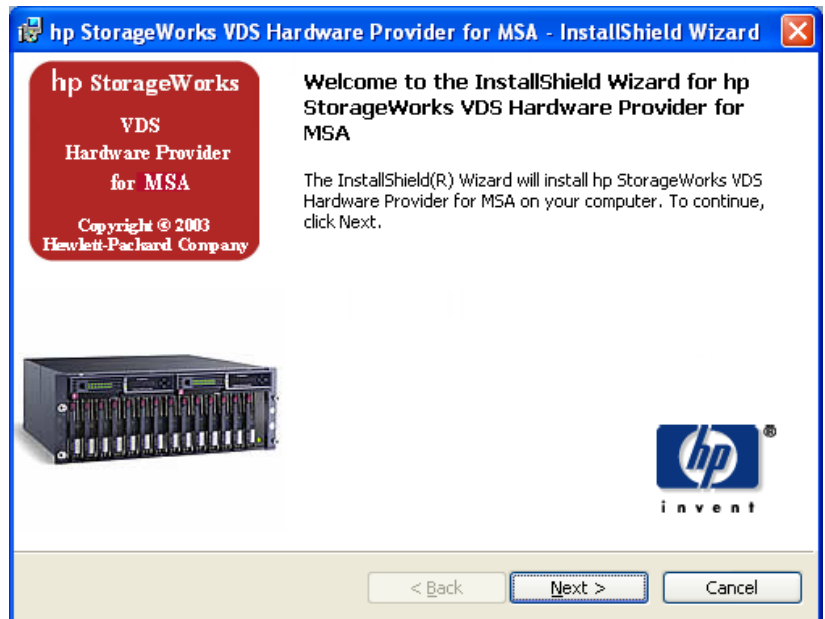 hp StorageWorks VDS Hardware Provider for MSA - InstallShield Wizard
hp StorageWorks
VDS
Hardware Provider
for MSA
Copyright © 2003
Hewlett-Packard Company
Welcome to the InstallShield Wizard for hp
StorageWorks VDS Hardware Provider for
MSA
The InstallShield(R) Wizard will install hp StorageWorks VDS
Hardware Provider for MSA on your computer. To continue,
click Next.
hp ®
invent
< Back
Next >
Cancel